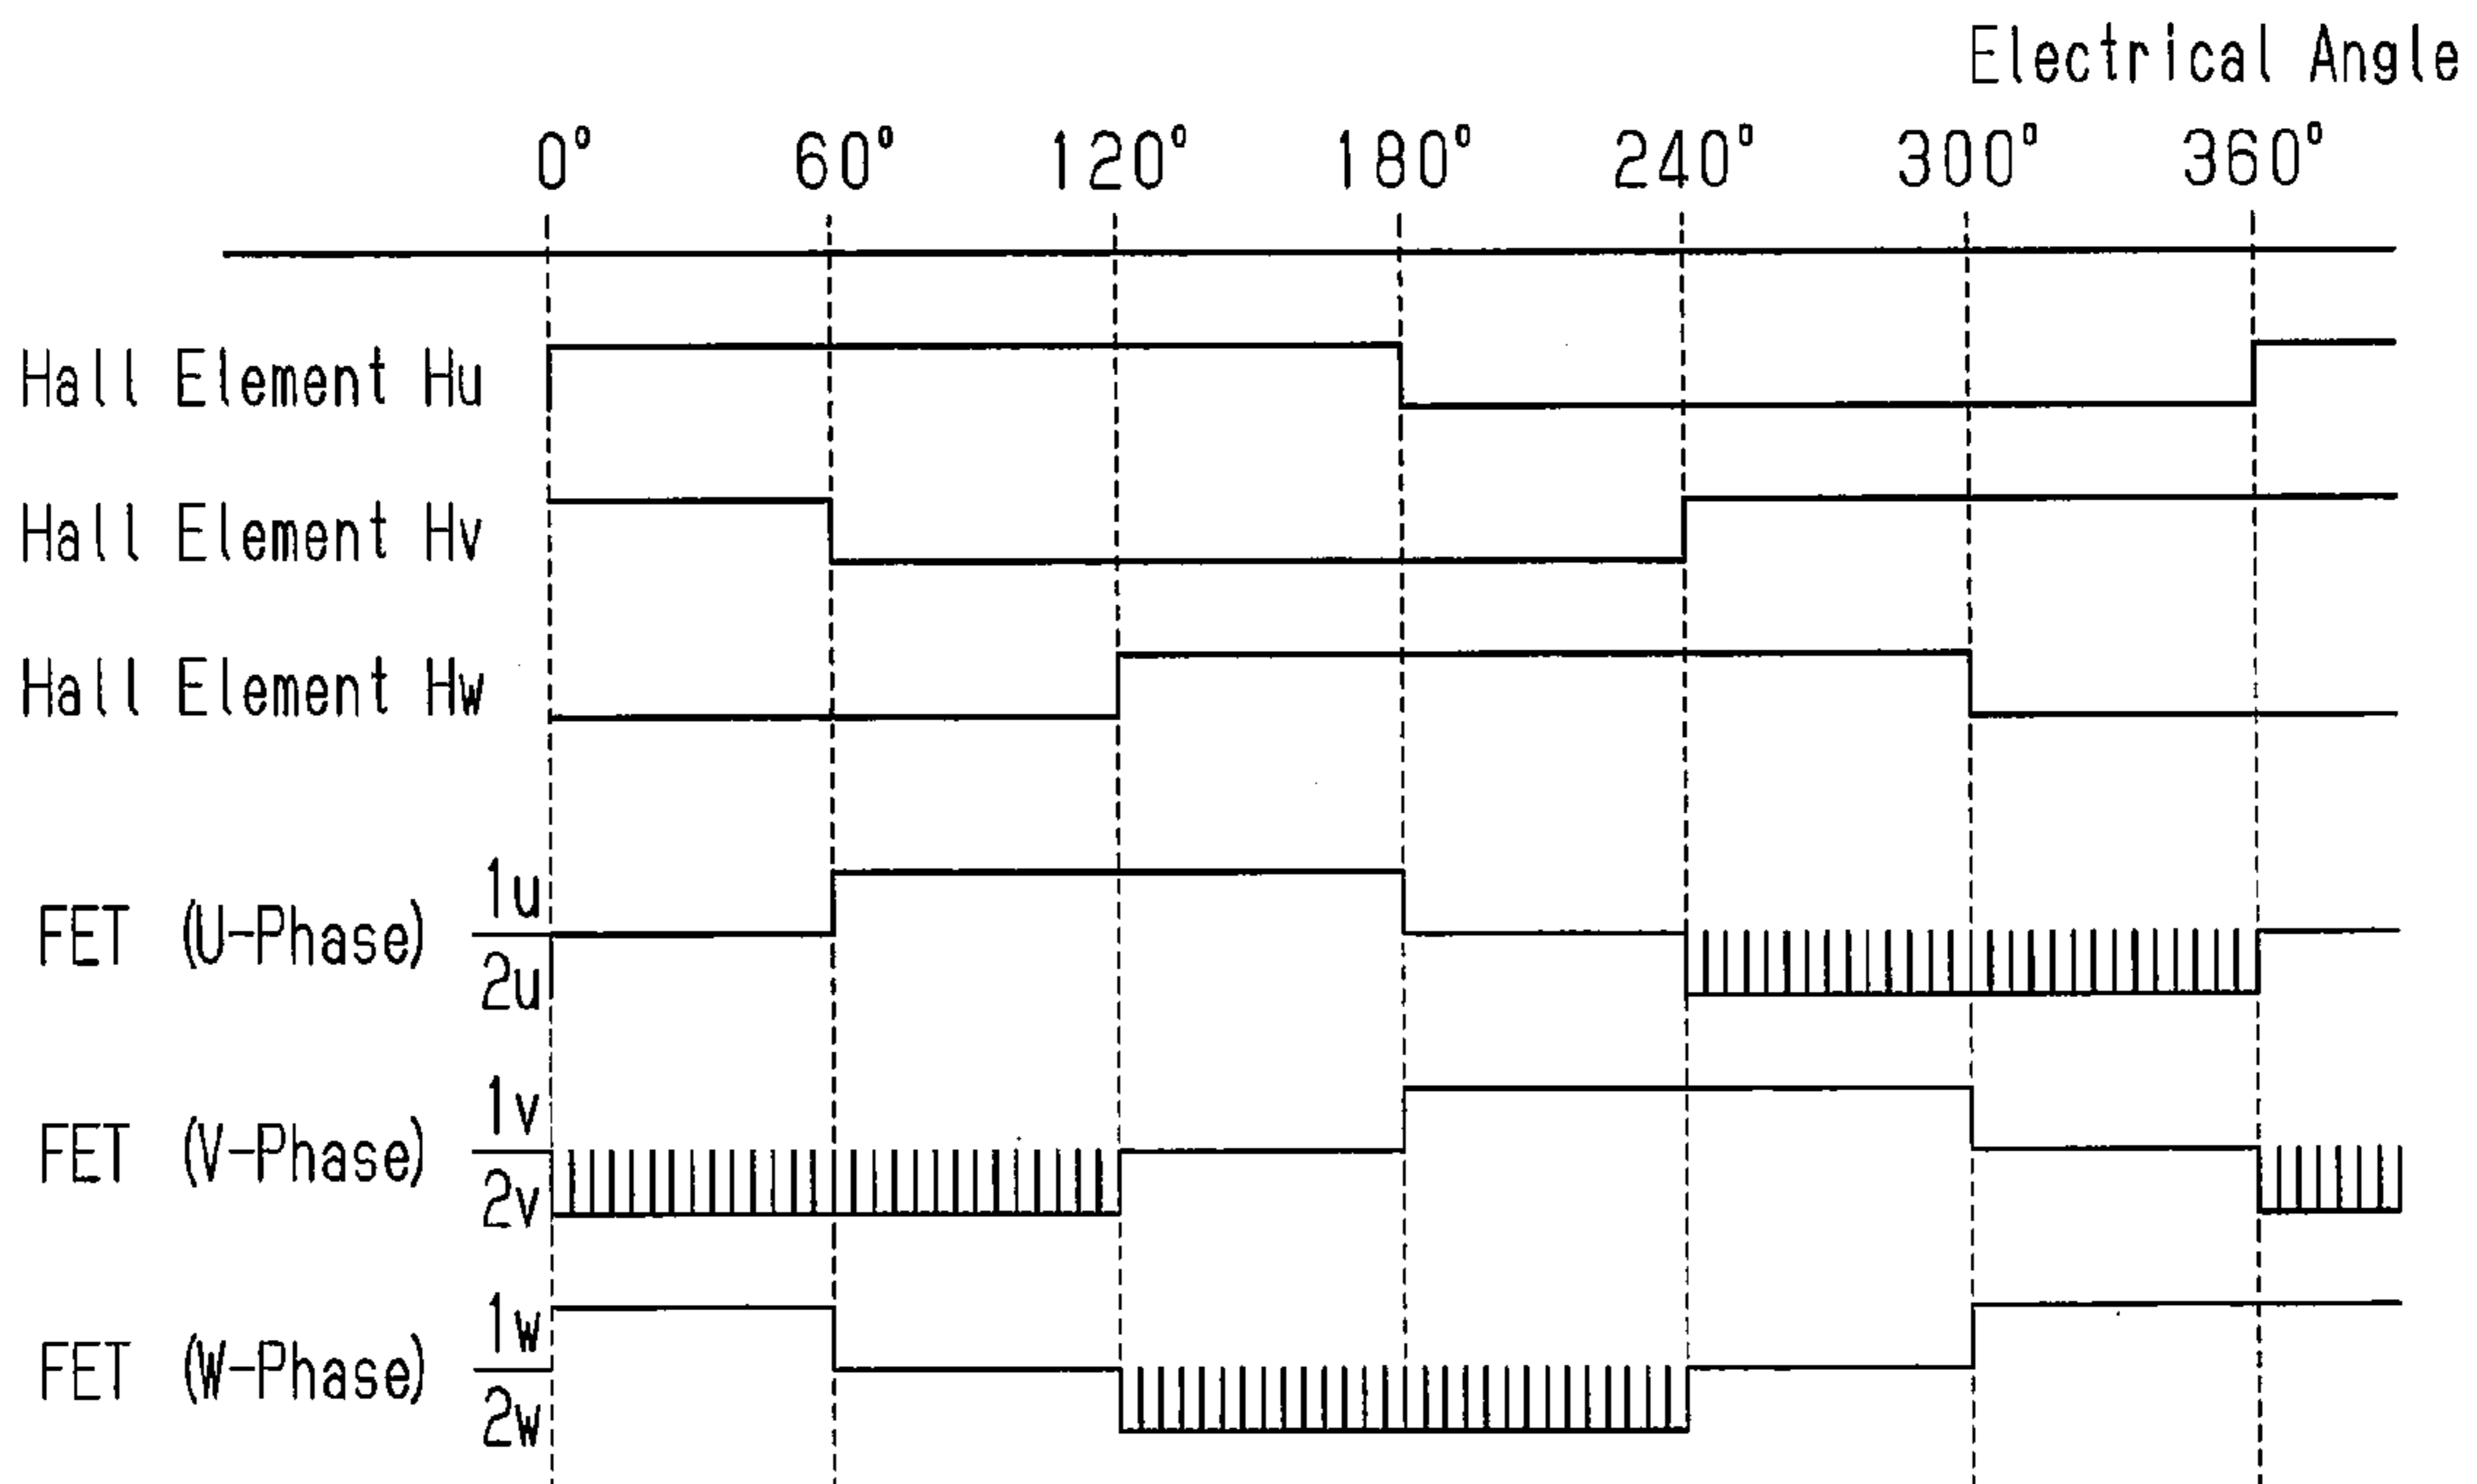 Electrical Angle
0° 60° 120° 180° 240° 300° 360°
Hall Element Hu
Hall Element Hv
Hall Element Hw
1u
FET (U-Phase)
2u
1v
FET (V-Phase)
2v
1w
FET (W-Phase)
2w